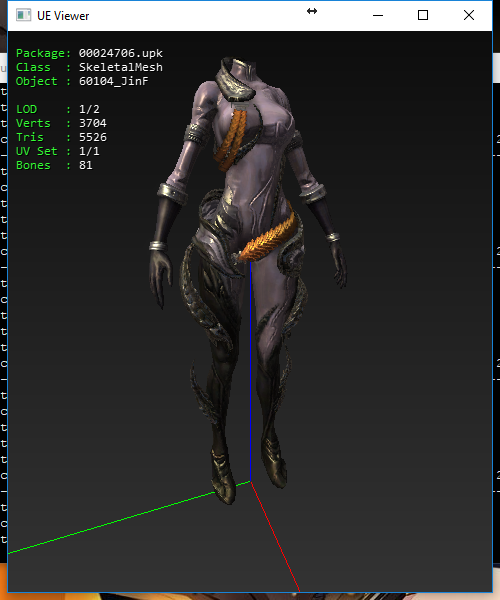 UE Viewer
Package: 00024706.upk
Class : SkeletalMesh
Object : 60104_JinF
LOD : 1/2
Verts : 3704
Tris : 5526
UV Set : 1/1
Bones : 81